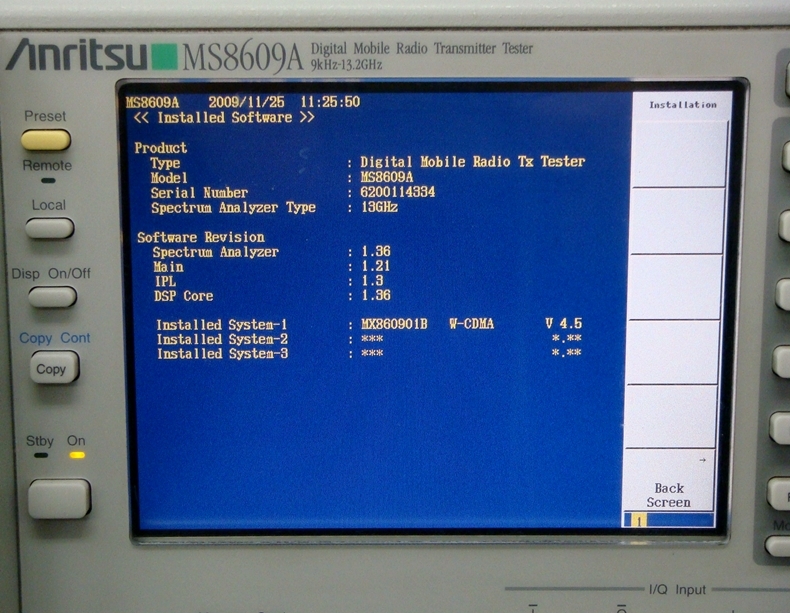 Anritsu MS8609A Digital Mobile Radio Transmitter Tester
9kHz-13.2GHz
Preset
Remote
Local
Disp On/Off
Copy Cont
Copy
Stby On
MS8609A 2009/11/25 11:25:50
<< Installed Software >>
Product
Type : Digital Mobile Radio Tx Tester
Model : MS8609A
Serial Number : 6200114334
Spectrum Analyzer Type : 13GHz
Software Revision
Spectrum Analyzer : 1.36
Main : 1.21
IPL : 1.3
DSP Core : 1.36
Installed System-1 : MX860901B W-CDMA V 4.5
Installed System-2 : *** *.**
Installed System-3 : *** *.**
Installation
→
Back
Screen
1
I/Q Input